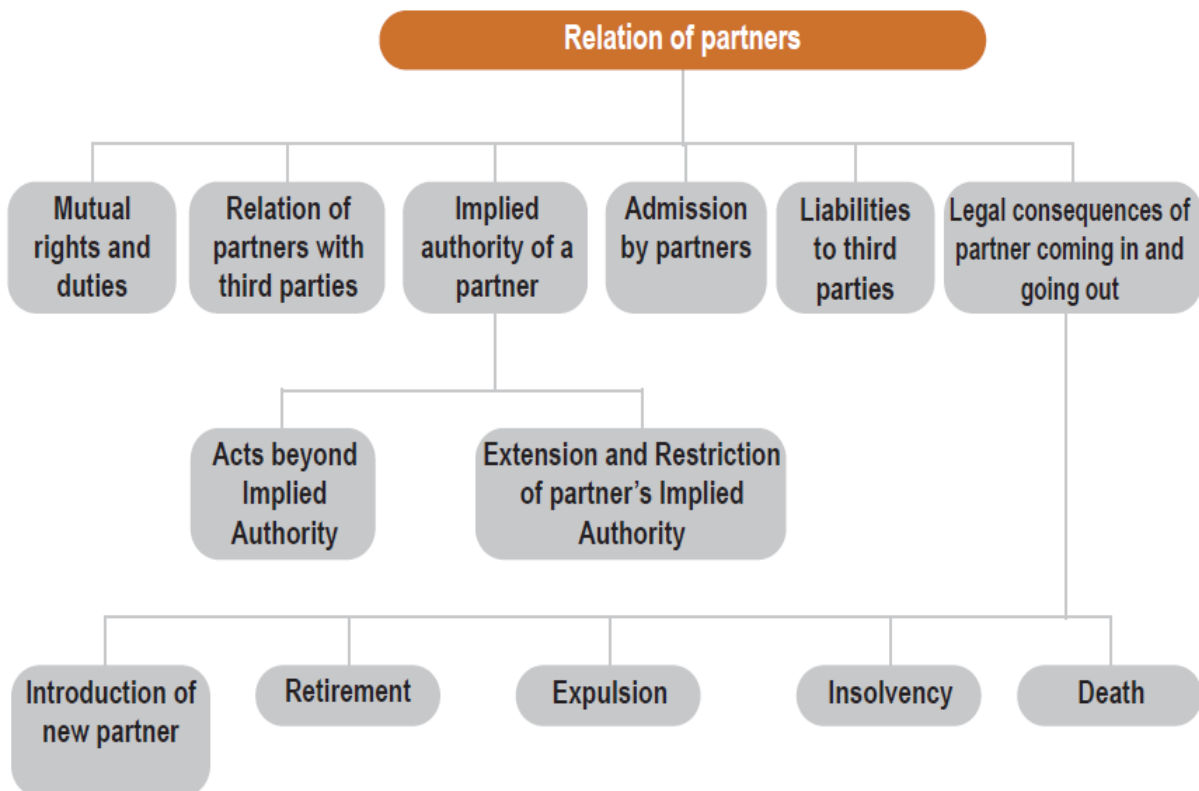 Relation of partners
Mutual
rights and
duties
Relation of
partners with
third parties
Implied
authority of a
partner
Admission
by partners
Liabilities
to third
parties
Legal consequences of
partner coming in and
going out
Acts beyond
Implied
Authority
Extension and Restriction
of partner’s Implied
Authority
Introduction of
new partner
Retirement
Expulsion
Insolvency
Death